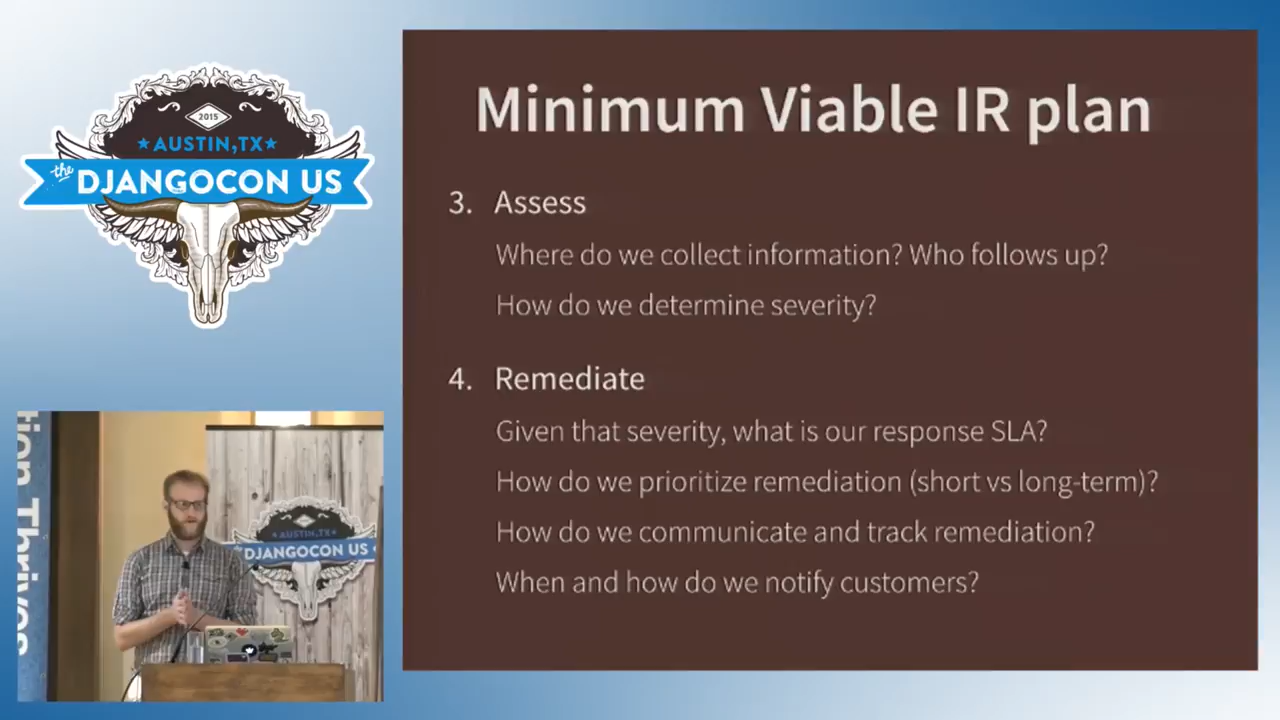 2015
AUSTIN,TX
the
DJANGOCON US
Minimum Viable IR plan
3. Assess
Where do we collect information? Who follows up?
How do we determine severity?
4. Remediate
Given that severity, what is our response SLA?
How do we prioritize remediation (short vs long-term)?
How do we communicate and track remediation?
When and how do we notify customers?
tion Thrives
AUSTIN,TX
DJANGOCON US